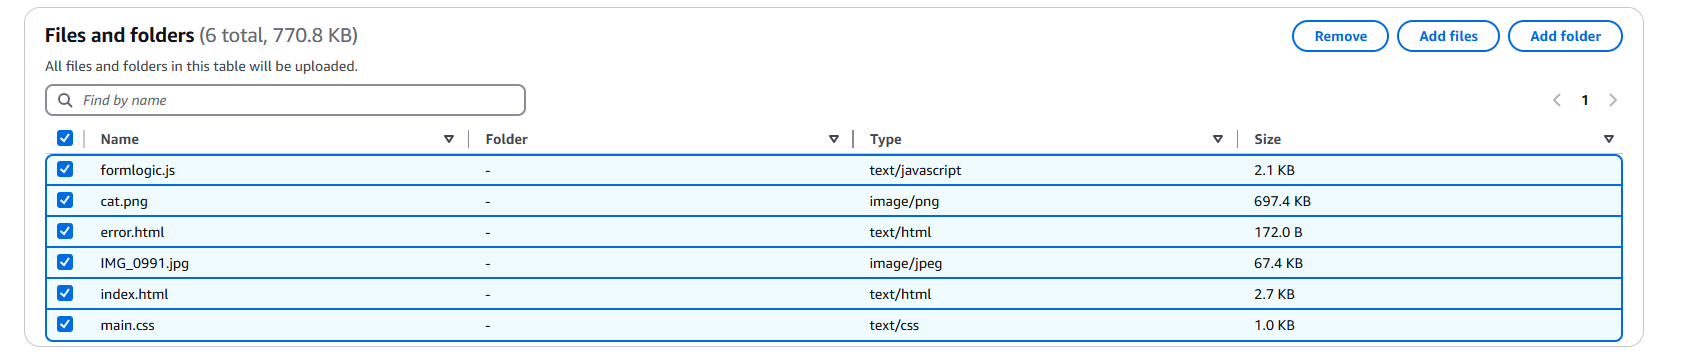 Files and folders (6 total, 770.8 KB)
Remove
Add files
Add folder
All files and folders in this table will be uploaded.
Find by name
1
Name Folder Type Size
formlogic.js - text/javascript 2.1 KB
cat.png - image/png 697.4 KB
error.html - text/html 172.0 B
IMG_0991.jpg - image/jpeg 67.4 KB
index.html - text/html 2.7 KB
main.css - text/css 1.0 KB